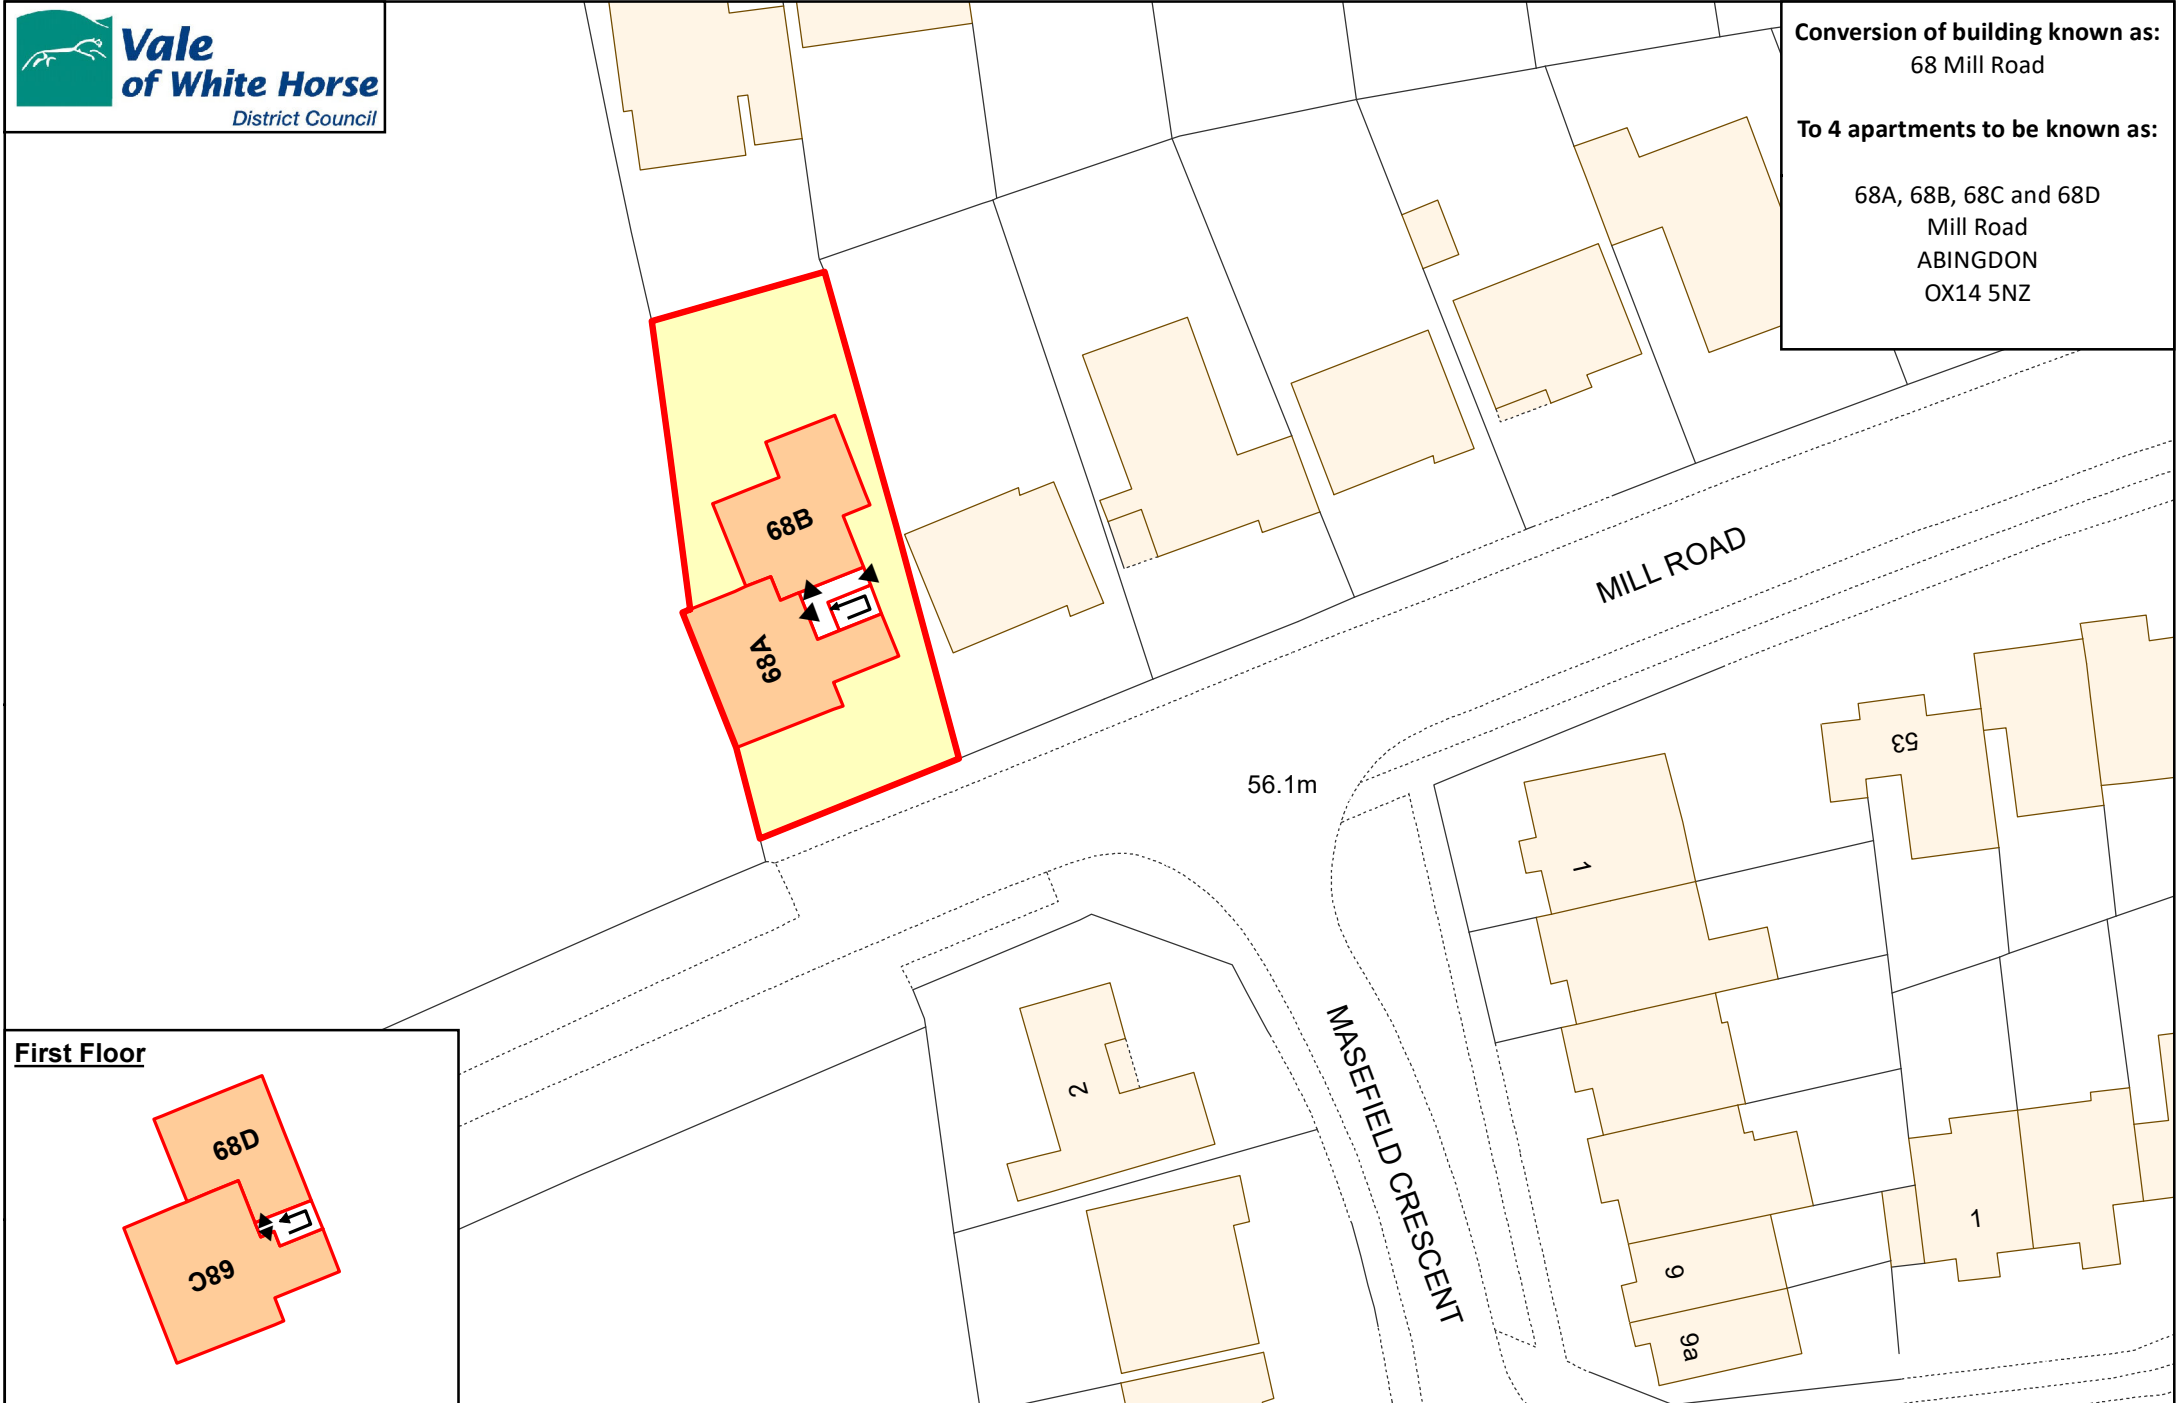 Vale
of White Horse
District Council
Conversion of building known as:
68 Mill Road
To 4 apartments to be known as:
68A, 68B, 68C and 68D
Mill Road
ABINGDON
OX14 5NZ
68B
68A
MILL ROAD
56.1m
53
1
2
MASEFIELD CRESCENT
1
9
9a
First Floor
68D
68C